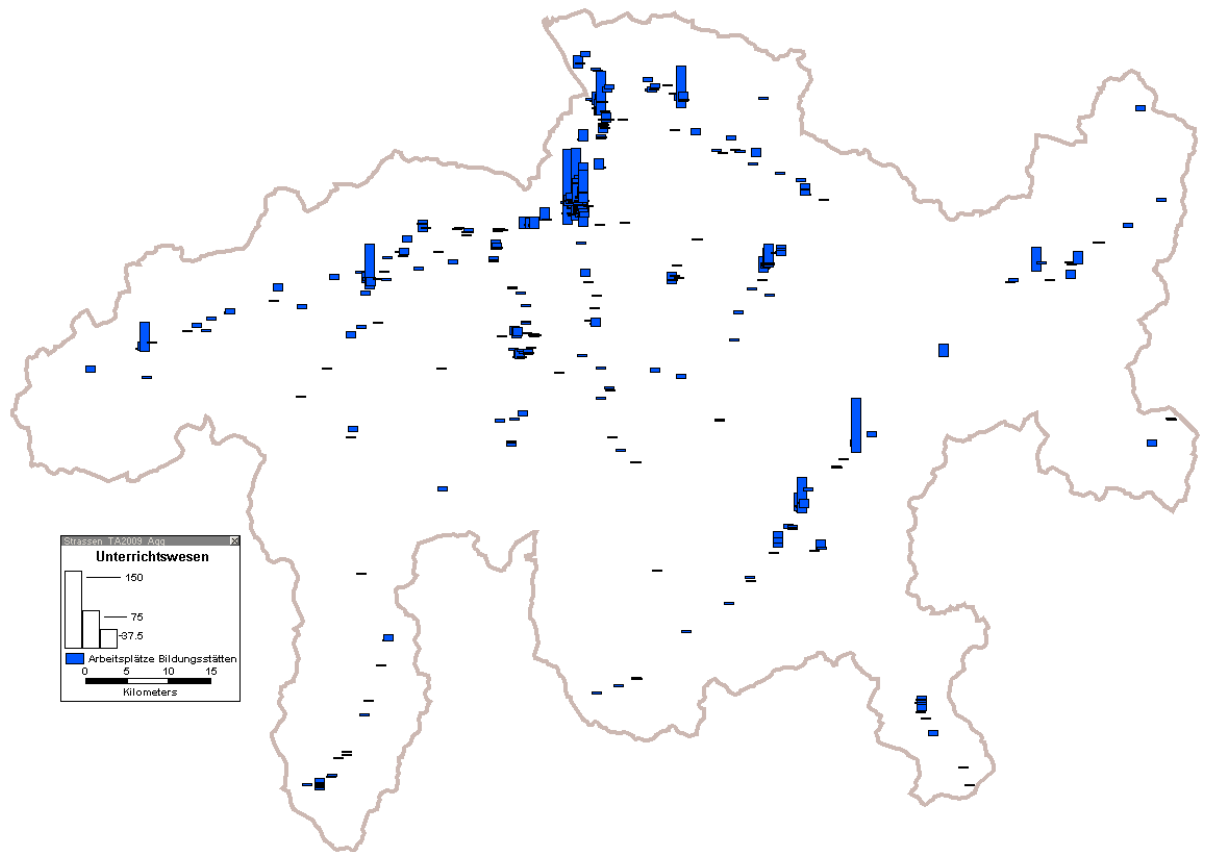 Strassen_TA2009_Agg
Unterrichtswesen
150
75
37.5
Arbeitsplätze Bildungsstätten
0 5 10 15
Kilometers